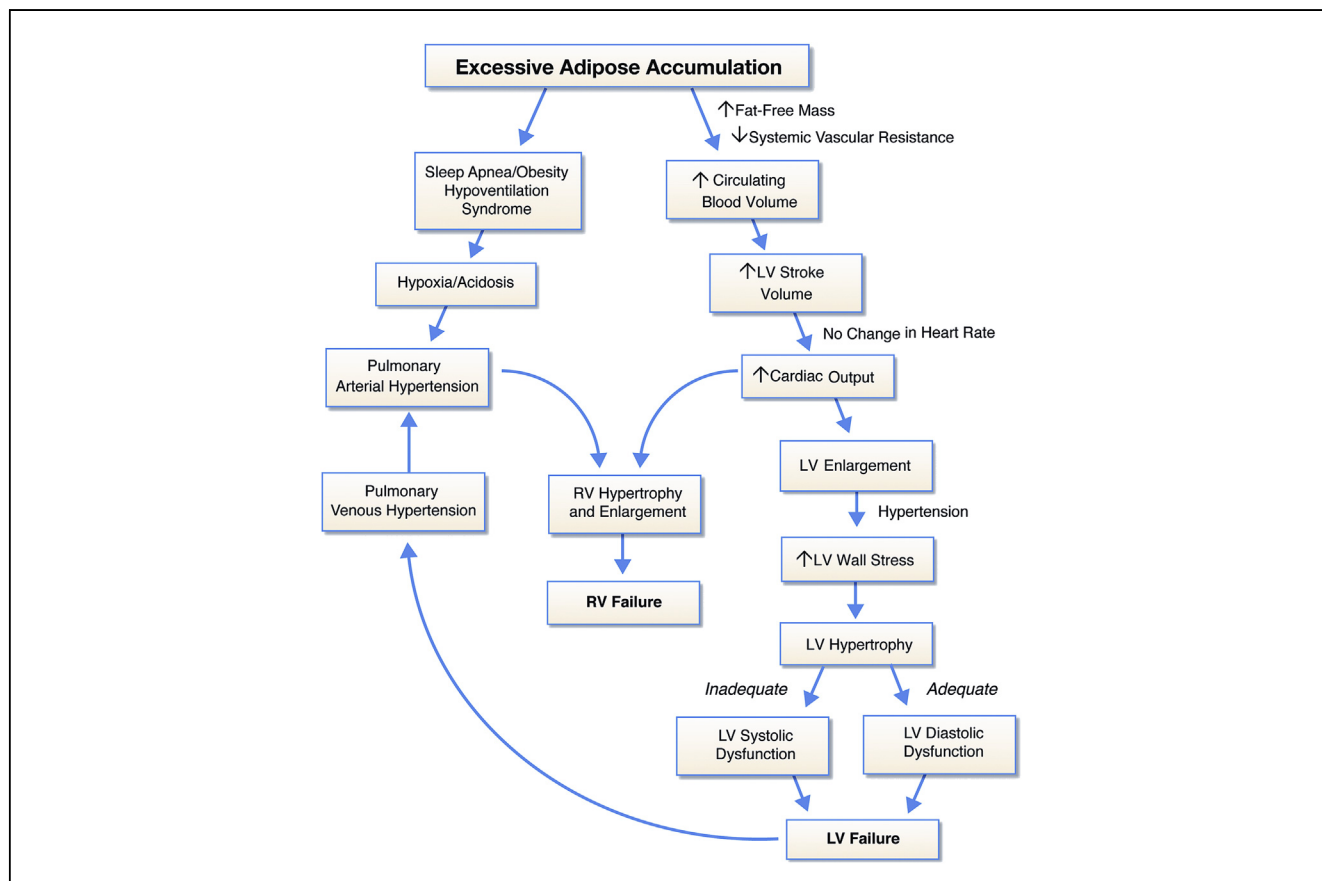 Excessive Adipose Accumulation
↑Fat-Free Mass
↓Systemic Vascular Resistance
Sleep Apnea/Obesity
Hypoventilation
Syndrome
↑ Circulating
Blood Volume
Hypoxia/Acidosis
↑LV Stroke
Volume
No Change in Heart Rate
Pulmonary
Arterial Hypertension
↑Cardiac Output
LV Enlargement
Pulmonary
Venous Hypertension
RV Hypertrophy
and Enlargement
Hypertension
↑LV Wall Stress
RV Failure
LV Hypertrophy
Inadequate
Adequate
LV Systolic
Dysfunction
LV Diastolic
Dysfunction
LV Failure